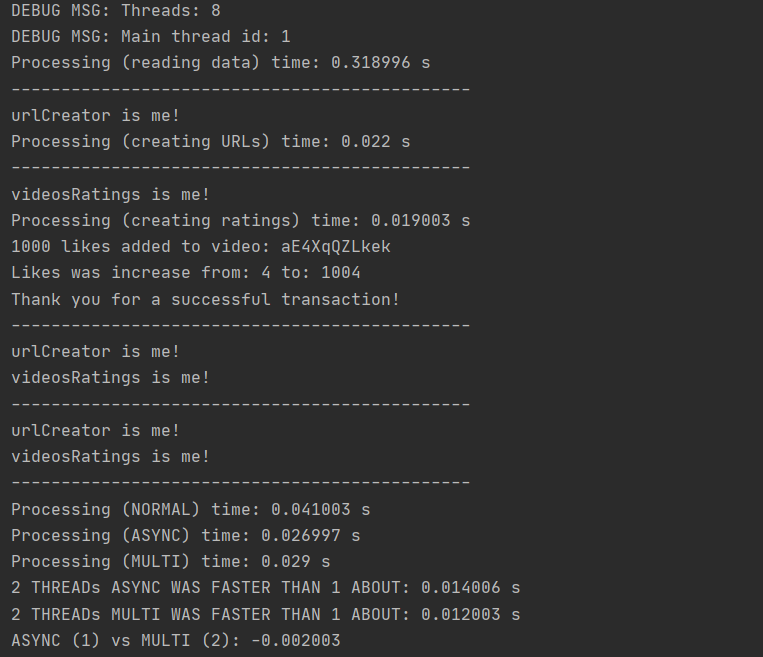 DEBUG MSG: Threads: 8
DEBUG MSG: Main thread id: 1
Processing (reading data) time: 0.318996 s
----------------------------------------------
urlCreator is me!
Processing (creating URLs) time: 0.022 s
----------------------------------------------
videosRatings is me!
Processing (creating ratings) time: 0.019003 s
1000 likes added to video: aE4XqQZLkek
Likes was increase from: 4 to: 1004
Thank you for a successful transaction!
----------------------------------------------
urlCreator is me!
videosRatings is me!
----------------------------------------------
urlCreator is me!
videosRatings is me!
----------------------------------------------
Processing (NORMAL) time: 0.041003 s
Processing (ASYNC) time: 0.026997 s
Processing (MULTI) time: 0.029 s
2 THREADs ASYNC WAS FASTER THAN 1 ABOUT: 0.014006 s
2 THREADs MULTI WAS FASTER THAN 1 ABOUT: 0.012003 s
ASYNC (1) vs MULTI (2): -0.002003